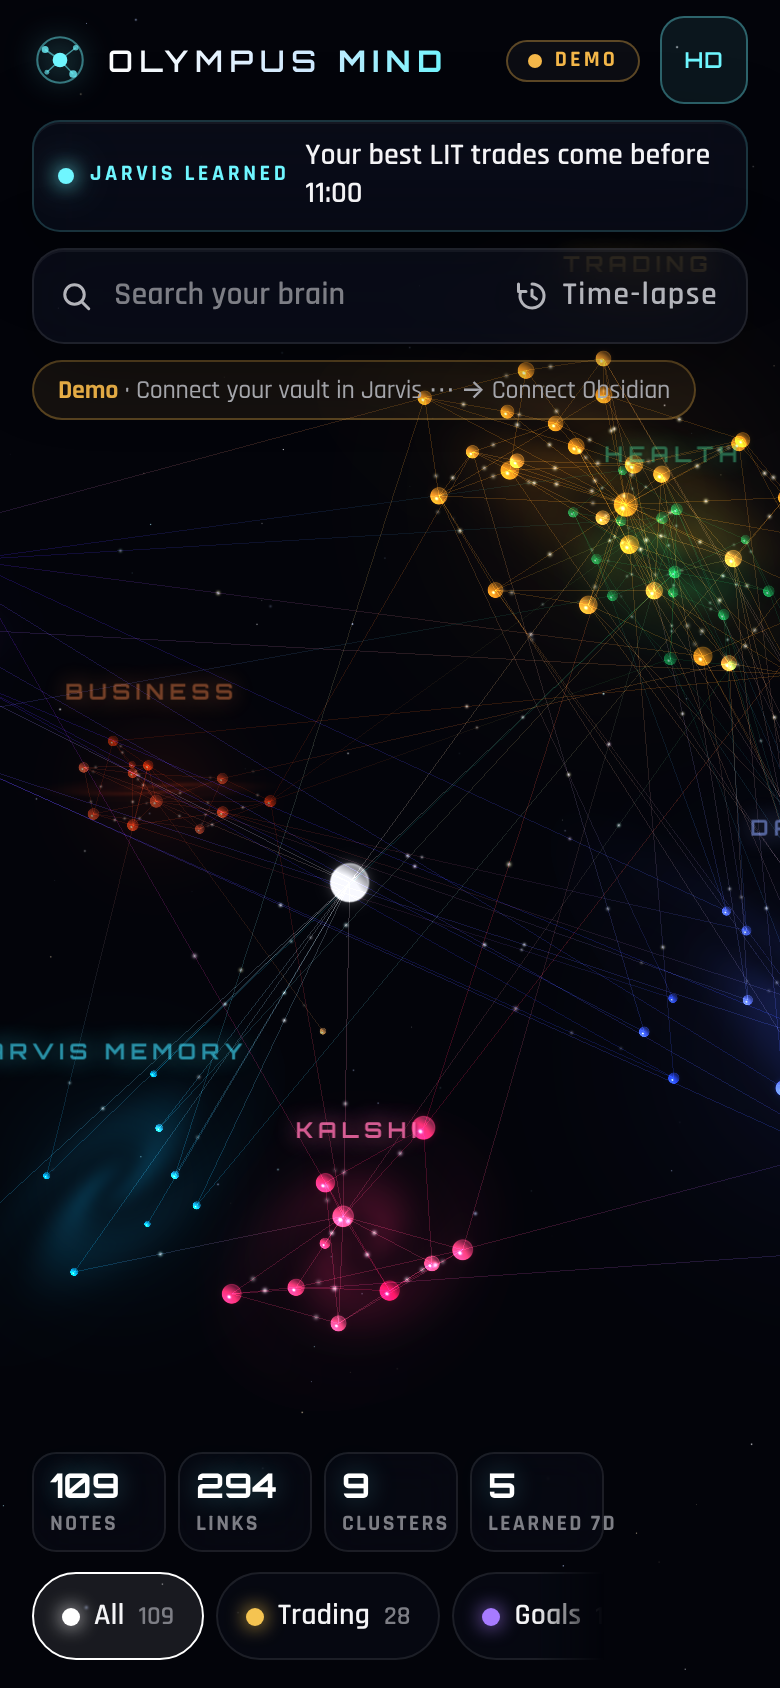 OLYMPUS MIND
DEMO
HD
JARVIS LEARNED
Your best LIT trades come before
11:00
TRADING
Search your brain
Time-lapse
Demo · Connect your vault in Jarvis ··· → Connect Obsidian
HEALTH
BUSINESS
ARVIS MEMORY
KALSHI
109
NOTES
294
LINKS
9
CLUSTERS
5
LEARNED 7D
All 109
Trading 28
Goals